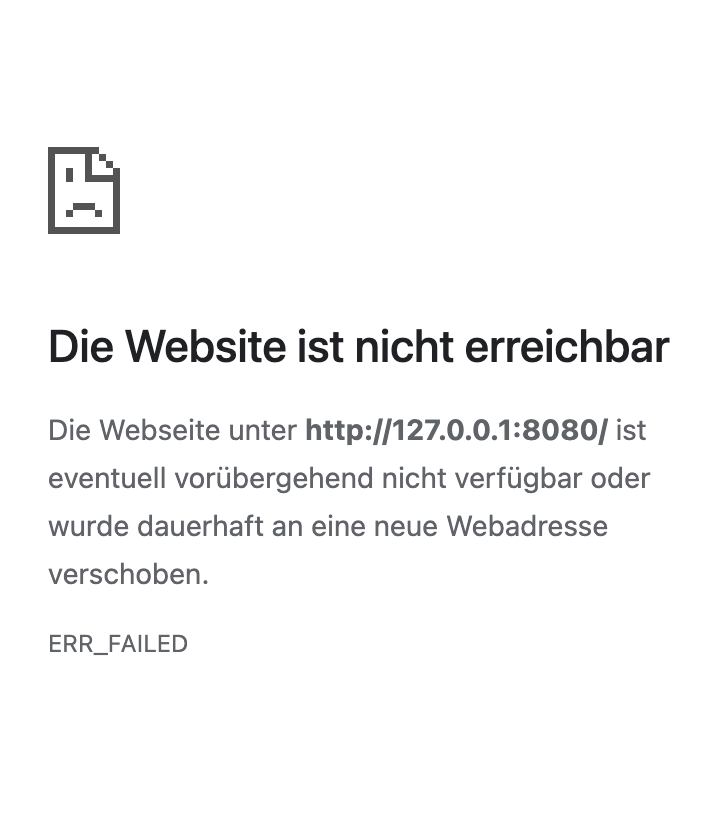 Die Website ist nicht erreichbar
Die Webseite unter http://127.0.0.1:8080/ ist
eventuell vorübergehend nicht verfügbar oder
wurde dauerhaft an eine neue Webadresse
verschoben.
ERR_FAILED